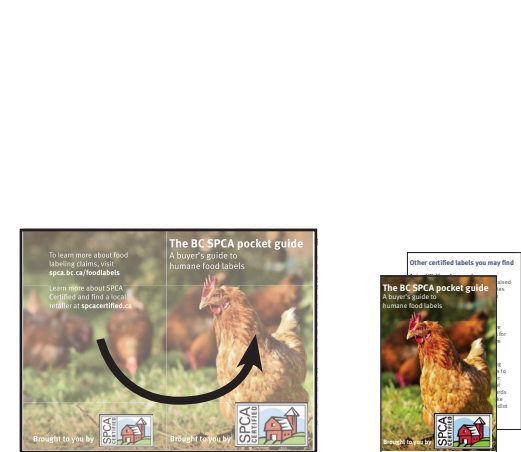 To learn more about food
labeling claims, visit
spca.bc.ca/foodlabels
Learn more about SPCA
Certified and find a local
retailer at spcacertified.ca
Brought to you by
SPCA
CERTIFIED
The BC SPCA pocket guide
A buyer's guide to
humane food labels
Brought to you by
SPCA
CERTIFIED
Other certified labels you may find
The BC SPCA pocket guide
A buyer's guide to
humane food labels
Brought to you by
SPCA
CERTIFIED